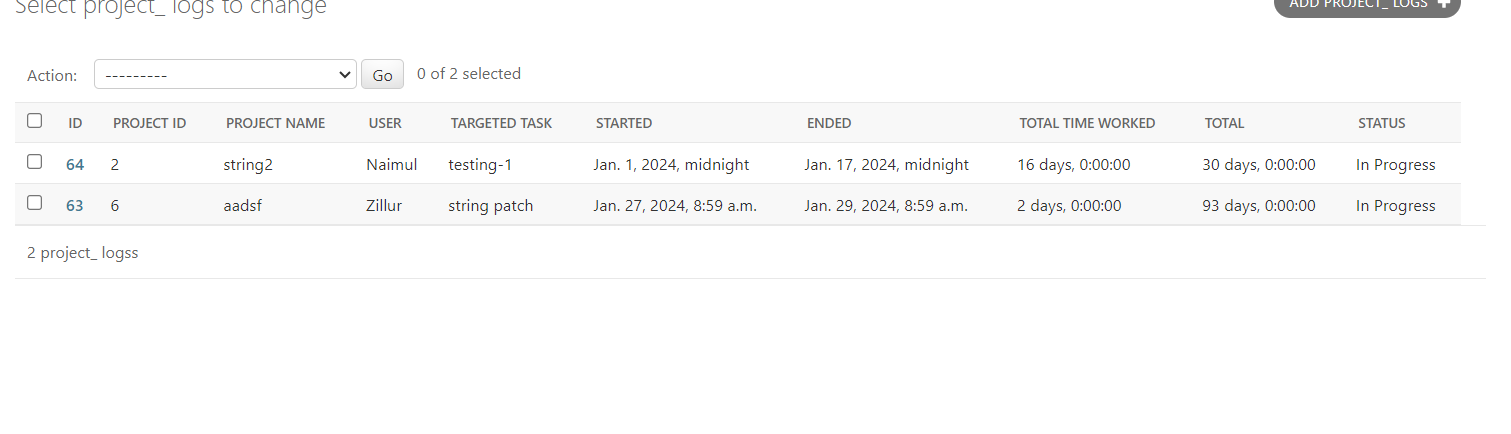 Select project_ logs to change
ADD PROJECT_ LOGS +
Action: --------- Go 0 of 2 selected
ID PROJECT ID PROJECT NAME USER TARGETED TASK STARTED ENDED TOTAL TIME WORKED TOTAL STATUS
64 2 string2 Naimul testing-1 Jan. 1, 2024, midnight Jan. 17, 2024, midnight 16 days, 0:00:00 30 days, 0:00:00 In Progress
63 6 aadsf Zillur string patch Jan. 27, 2024, 8:59 a.m. Jan. 29, 2024, 8:59 a.m. 2 days, 0:00:00 93 days, 0:00:00 In Progress
2 project_ logss